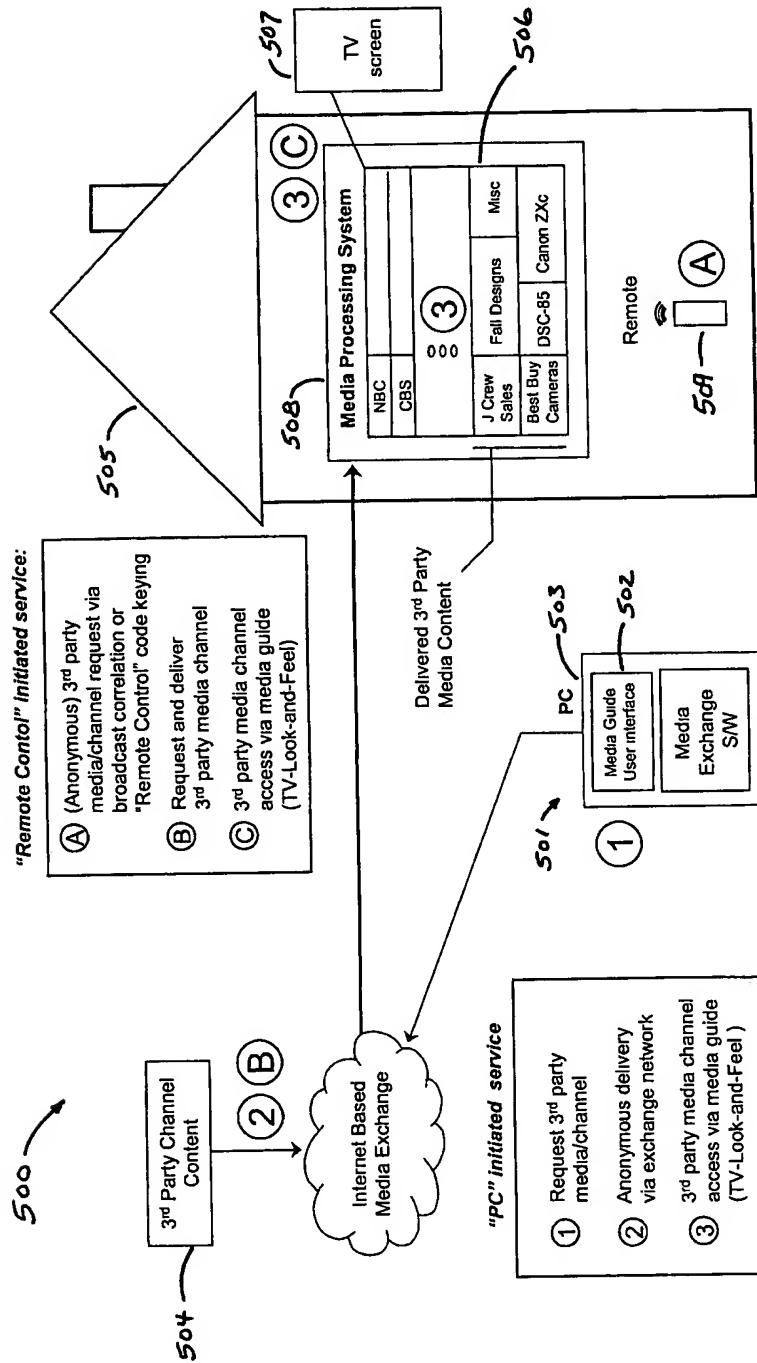 500
504
3rd Party Channel
Content
2 B
Internet Based
Media Exchange
"PC" initiated service
1 Request 3rd party
media/channel
2 Anonymous delivery
via exchange network
3 3rd party media channel
access via media guide
(TV-Look-and-Feel )
"Remote Contol" Initiated service:
A (Anonymous) 3rd party
media/channel request via
broadcast correlation or
"Remote Control" code keying
B Request and deliver
3rd party media channel
C 3rd party media channel
access via media guide
(TV-Look-and-Feel)
501
1
PC
503
502
Media Guide
User interface
Media
Exchange
S/W
Delivered 3rd Party
Media Content
505
3 C
508
Media Processing System
NBC
CBS
ooo
3
J Crew
Sales
Fall Designs
Misc
Best Buy
Cameras
DSC-85
Canon ZXc
507
TV
screen
506
Remote
509
A